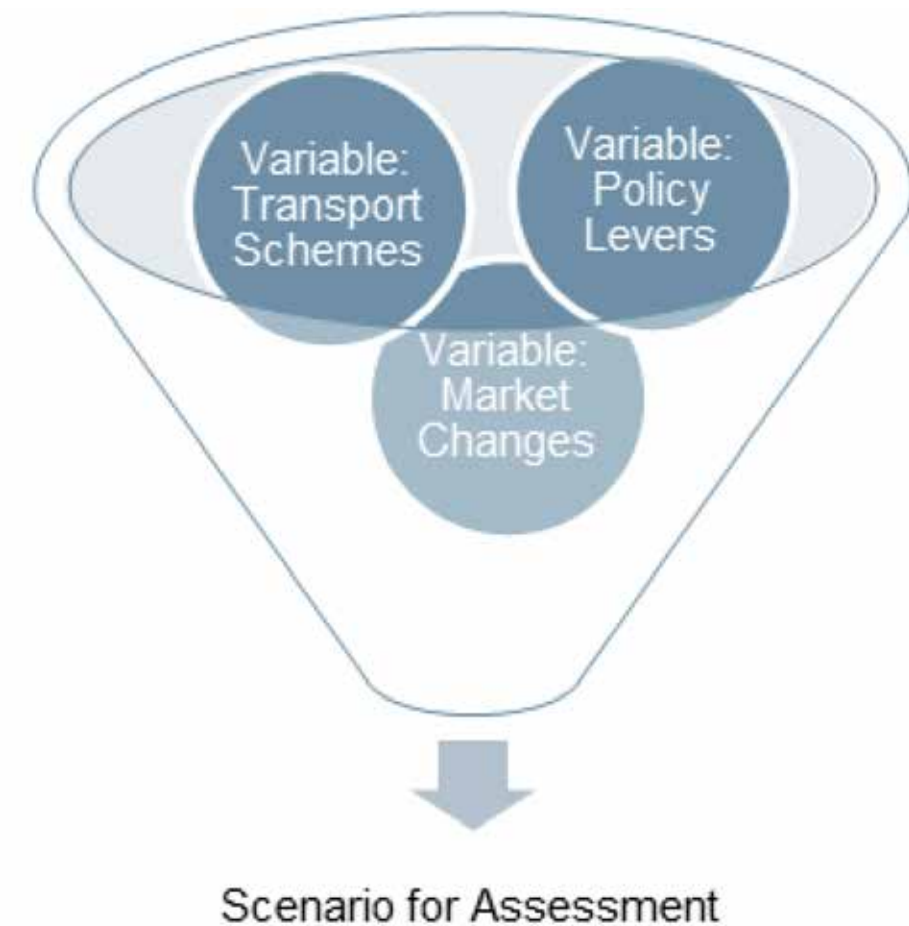 Variable:
Transport
Schemes
Variable:
Policy
Levers
Variable:
Market
Changes
Scenario for Assessment